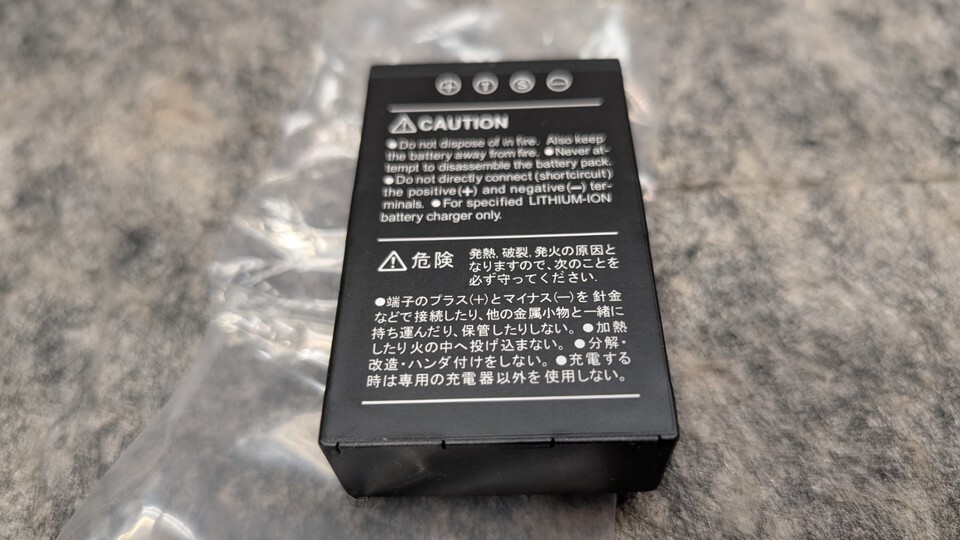 + T S −
⚠CAUTION
●Do not dispose of in fire. Also keep
the battery away from fire. ●Never at-
tempt to disassemble the battery pack.
●Do not directly connect (shortcircuit)
the positive(+) and negative(−) ter-
minals. ●For specified LITHIUM-ION
battery charger only.
⚠危険
発熱, 破裂, 発火の原因と
なりますので、次のことを
必ず守ってください.
●端子のプラス(+)とマイナス(−)を針金
などで接続したり、他の金属小物と一緒に
持ち運んだり、保管したりしない。●加熱
したり火の中へ投げ込まない。●分解・
改造・ハンダ付けをしない。●充電する
時は専用の充電器以外を使用しない。